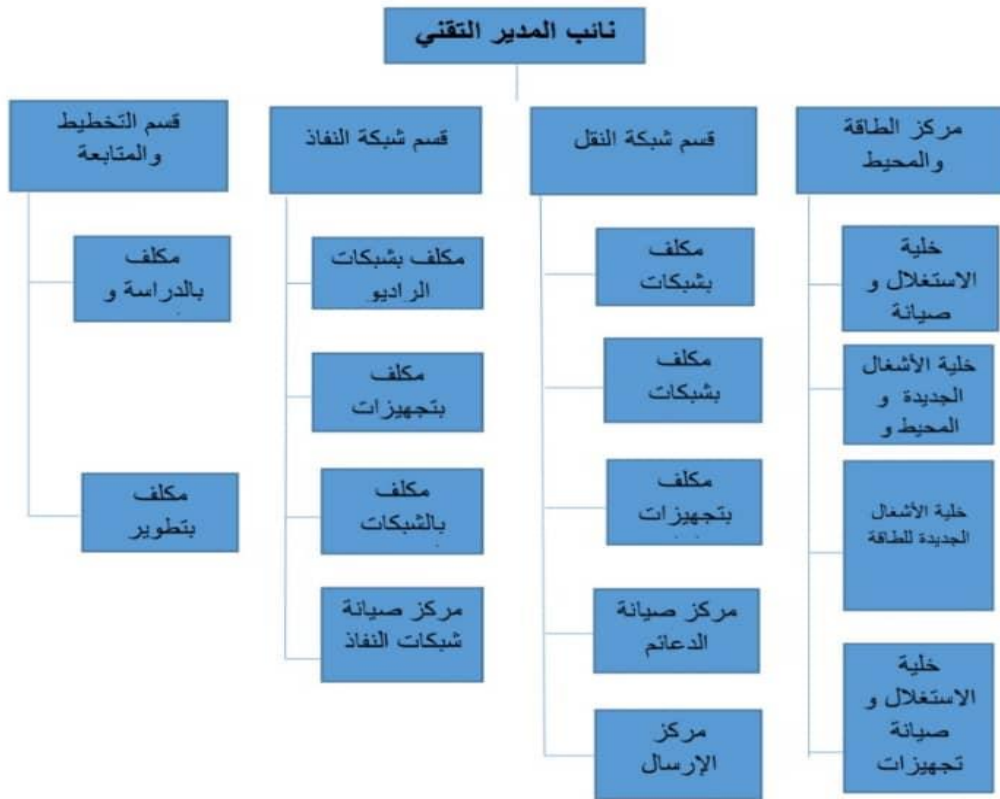 نائب المدير التقني
مركز الطاقة
والمحيط
خلية
الاستغلال و
صيانة
خلية الأشغال
الجديدة و
المحيط و
خلية الأشغال
الجديدة للطاقة
خلية
الاستغلال و
صيانة
تجهيزات
قسم شبكة النقل
مكلف
بشبكات
مكلف
بشبكات
مكلف
بتجهيزات
مركز صيانة
الدعائم
مركز
الإرسال
قسم شبكة النفاذ
مكلف بشبكات
الراديو
مكلف
بتجهيزات
مكلف
بالشبكات
مركز صيانة
شبكات النفاذ
قسم التخطيط
والمتابعة
مكلف
بالدراسة و
مكلف
بتطوير